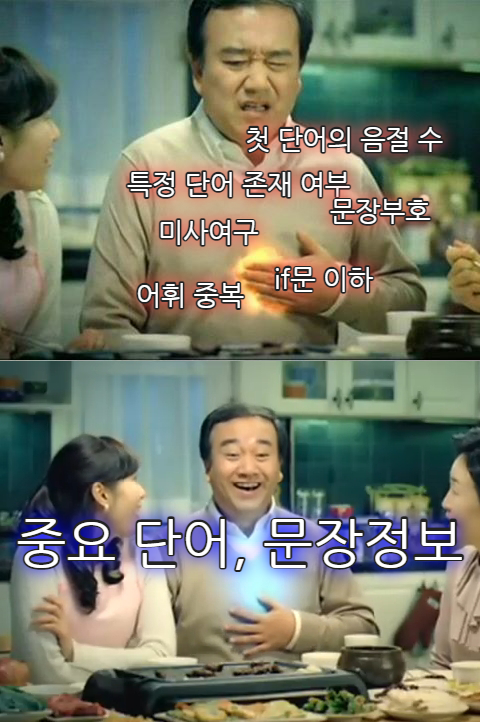 첫 단어의 음절 수
특정 단어 존재 여부
문장부호
미사여구
if문 이하
어휘 중복
중요 단어, 문장정보